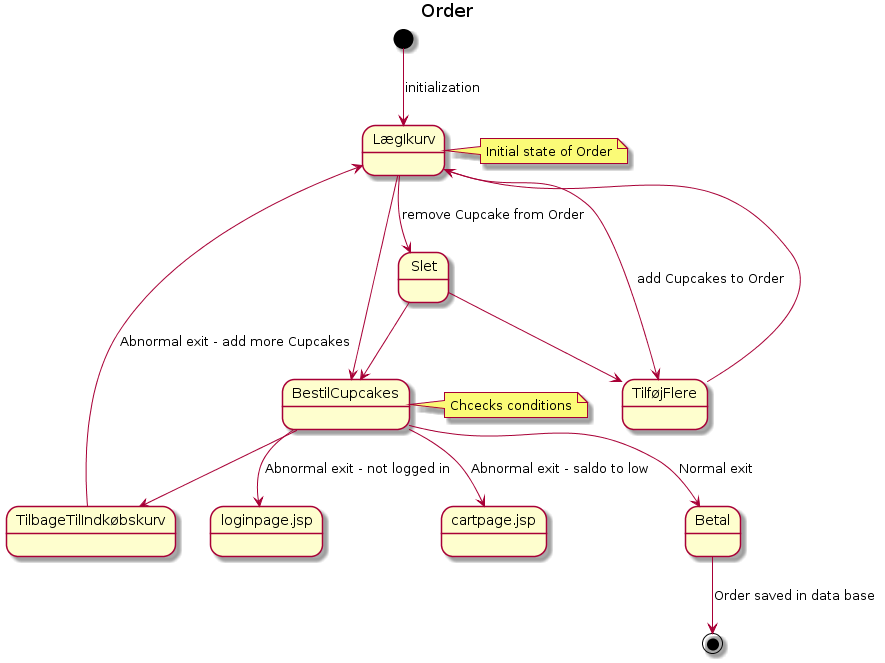 Order
initialization
LægIkurv
Initial state of Order
remove Cupcake from Order
Slet
add Cupcakes to Order
Abnormal exit - add more Cupcakes
BestilCupcakes
Chcecks conditions
TilføjFlere
Abnormal exit - not logged in
Abnormal exit - saldo to low
Normal exit
TilbageTilIndkøbskurv
loginpage.jsp
cartpage.jsp
Betal
Order saved in data base